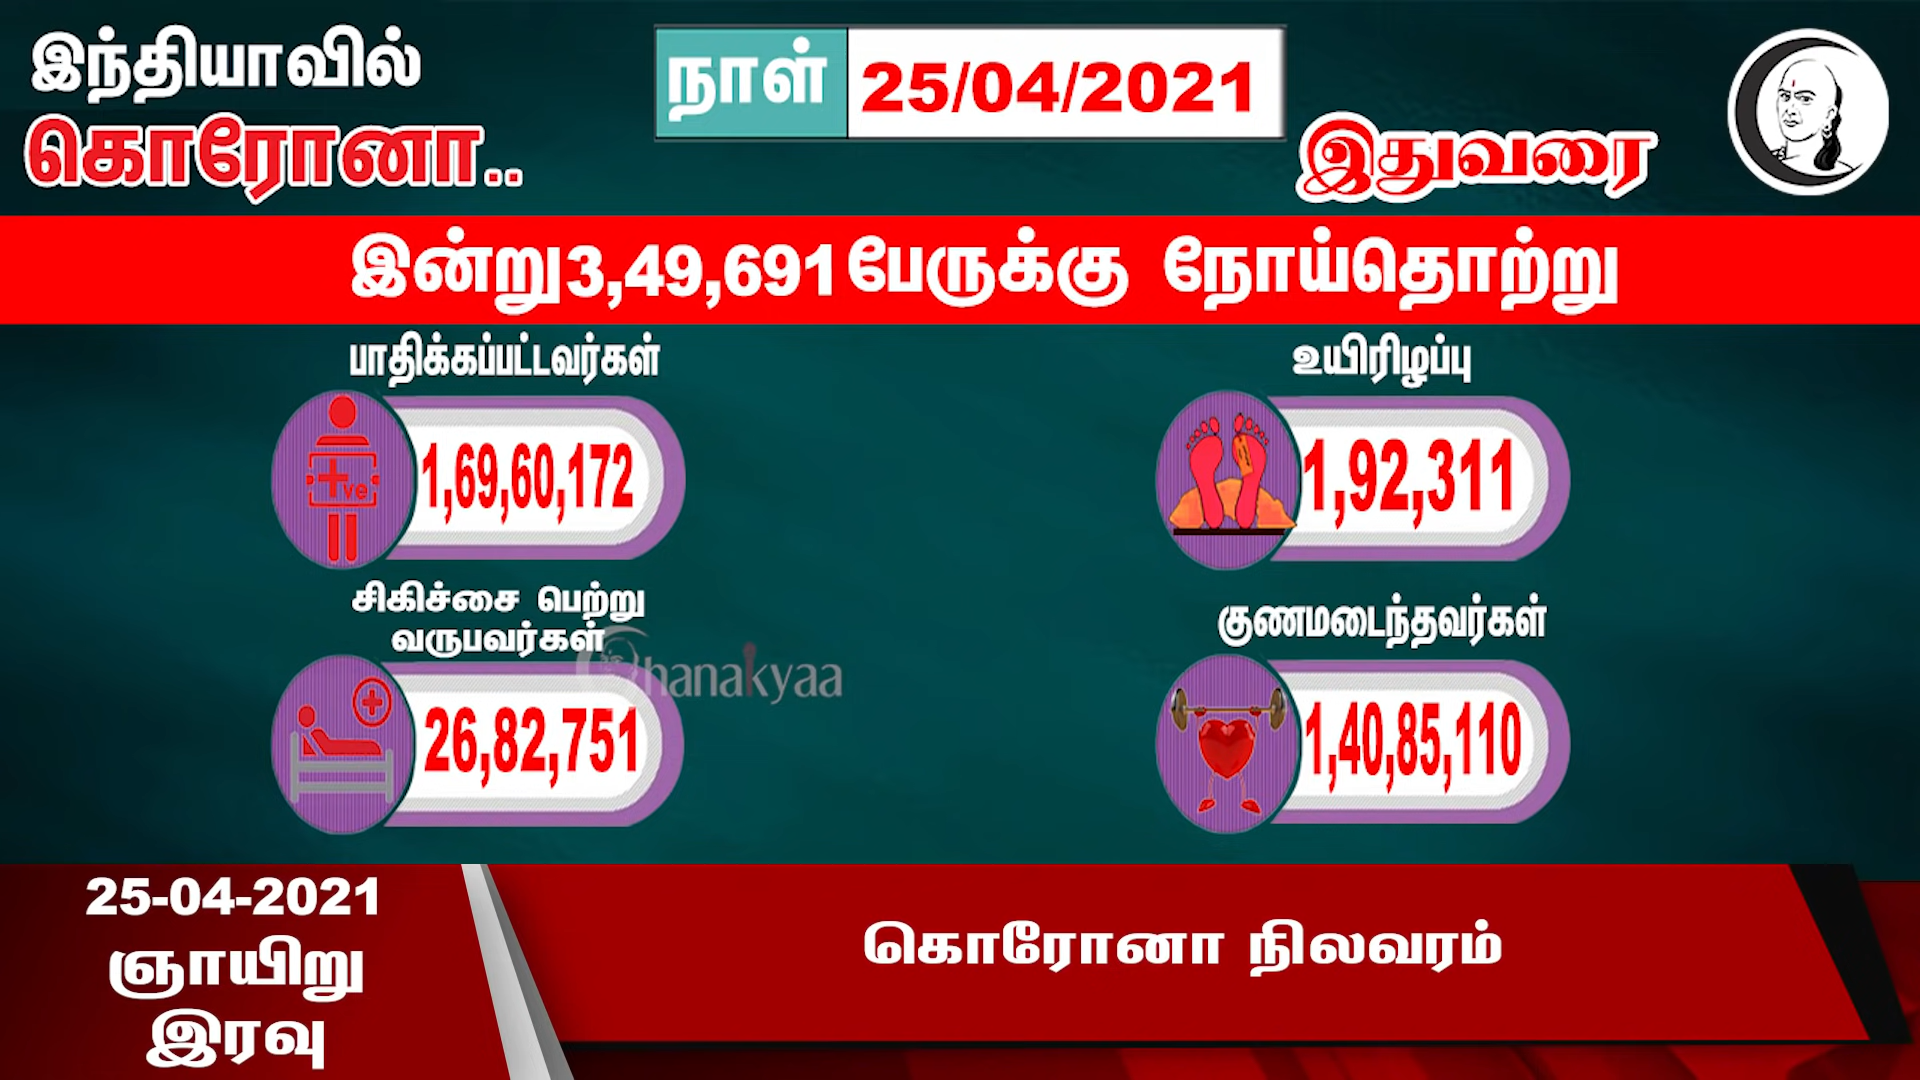 இந்தியாவில்
கொரோனா..
நாள் 25/04/2021
இதுவரை
இன்று 3,49,691 பேருக்கு நோய்தொற்று
பாதிக்கப்பட்டவர்கள்
+ve
1,69,60,172
உயிரிழப்பு
1,92,311
சிகிச்சை பெற்று
வருபவர்கள்
26,82,751
Chanakyaa
குணமடைந்தவர்கள்
1,40,85,110
25-04-2021
ஞாயிறு
இரவு
கொரோனா நிலவரம்